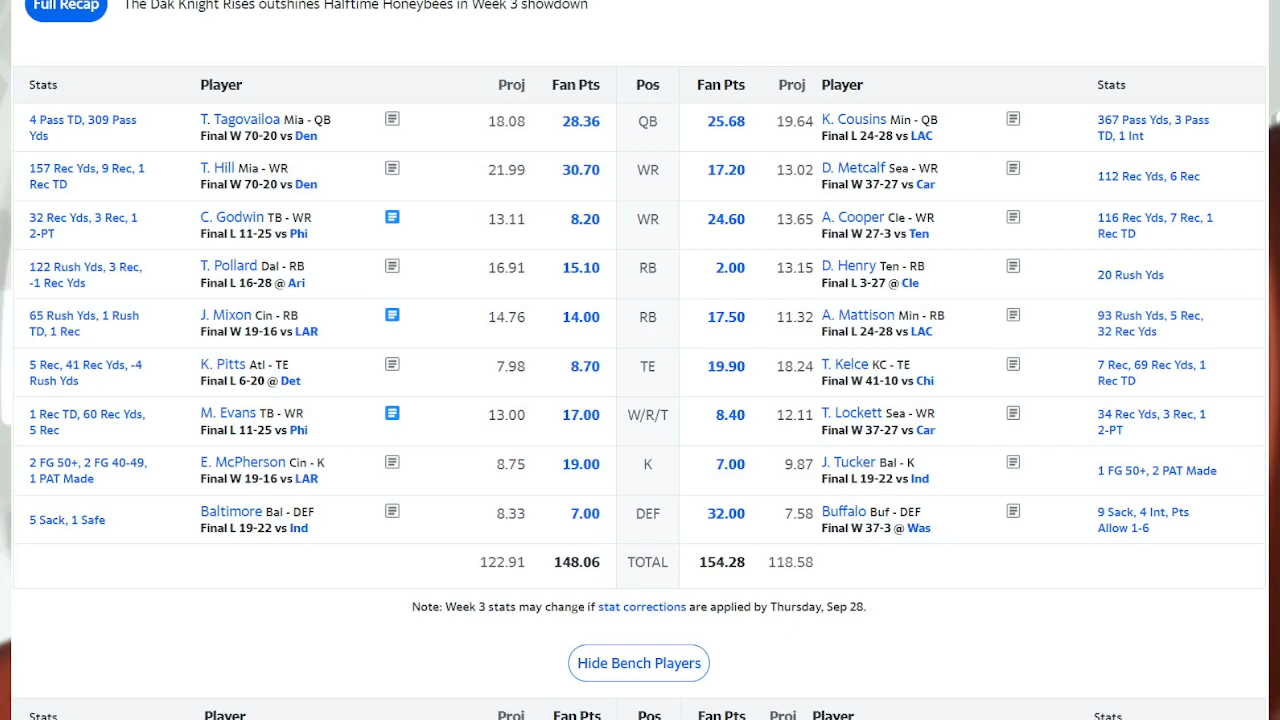 Full Recap The Dak Knight Rises outshines Halftime Honeybees in Week 3 showdown
Stats Player Proj Fan Pts Pos Fan Pts Proj Player Stats
4 Pass TD, 309 Pass T. Tagovailoa Mia - QB 18.08 28.36 QB 25.68 19.64 K. Cousins Min - QB 367 Pass Yds, 3 Pass
Yds Final W 70-20 vs Den Final L 24-28 vs LAC TD, 1 Int
157 Rec Yds, 9 Rec, 1 T. Hill Mia - WR 21.99 30.70 WR 17.20 13.02 D. Metcalf Sea - WR 112 Rec Yds, 6 Rec
Rec TD Final W 70-20 vs Den Final W 37-27 vs Car
32 Rec Yds, 3 Rec, 1 C. Godwin TB - WR 13.11 8.20 WR 24.60 13.65 A. Cooper Cle - WR 116 Rec Yds, 7 Rec, 1
2-PT Final L 11-25 vs Phi Final W 27-3 vs Ten Rec TD
122 Rush Yds, 3 Rec, T. Pollard Dal - RB 16.91 15.10 RB 2.00 13.15 D. Henry Ten - RB 20 Rush Yds
-1 Rec Yds Final L 16-28 @ Ari Final L 3-27 @ Cle
65 Rush Yds, 1 Rush J. Mixon Cin - RB 14.76 14.00 RB 17.50 11.32 A. Mattison Min - RB 93 Rush Yds, 5 Rec,
TD, 1 Rec Final W 19-16 vs LAR Final L 24-28 vs LAC 32 Rec Yds
5 Rec, 41 Rec Yds, -4 K. Pitts Atl - TE 7.98 8.70 TE 19.90 18.24 T. Kelce KC - TE 7 Rec, 69 Rec Yds, 1
Rush Yds Final L 6-20 @ Det Final W 41-10 vs Chi Rec TD
1 Rec TD, 60 Rec Yds, M. Evans TB - WR 13.00 17.00 W/R/T 8.40 12.11 T. Lockett Sea - WR 34 Rec Yds, 3 Rec, 1
5 Rec Final L 11-25 vs Phi Final W 37-27 vs Car 2-PT
2 FG 50+, 2 FG 40-49, E. McPherson Cin - K 8.75 19.00 K 7.00 9.87 J. Tucker Bal - K 1 FG 50+, 2 PAT Made
1 PAT Made Final W 19-16 vs LAR Final L 19-22 vs Ind
5 Sack, 1 Safe Baltimore Bal - DEF 8.33 7.00 DEF 32.00 7.58 Buffalo Buf - DEF 9 Sack, 4 Int, Pts
Final L 19-22 vs Ind Final W 37-3 @ Was Allow 1-6
122.91 148.06 TOTAL 154.28 118.58
Note: Week 3 stats may change if stat corrections are applied by Thursday, Sep 28.
Hide Bench Players
Stats Player Proj Fan Pts Pos Fan Pts Proj Player Stats